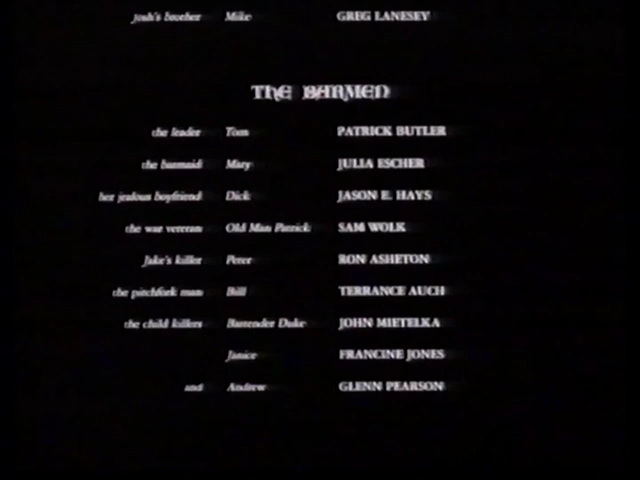 Josh's brother Mike GREG LANESEY
THE BARMEN
the leader Tom PATRICK BUTLER
the barmaid Mary JULIA ESCHER
her jealous boyfriend Dick JASON E. HAYS
the war veteran Old Man Patrick SAM WOLK
Jake's killer Peter RON ASHETON
the pitchfork man Bill TERRANCE AUCH
the child killers Bartender Duke JOHN MIETELKA
Janice FRANCINE JONES
and Andrew GLENN PEARSON